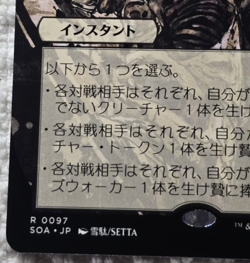 インスタント
以下から１つを選ぶ。
・各対戦相手はそれぞれ、自分が
でないクリーチャー１体を生け
・各対戦相手はそれぞれ、自分が
チャー・トークン１体を生け贄
・各対戦相手はそれぞれ、自分が
ズウォーカー１体を生け贄に捧
R 0097
SOA・JP 雪駄/SETTA
™ &